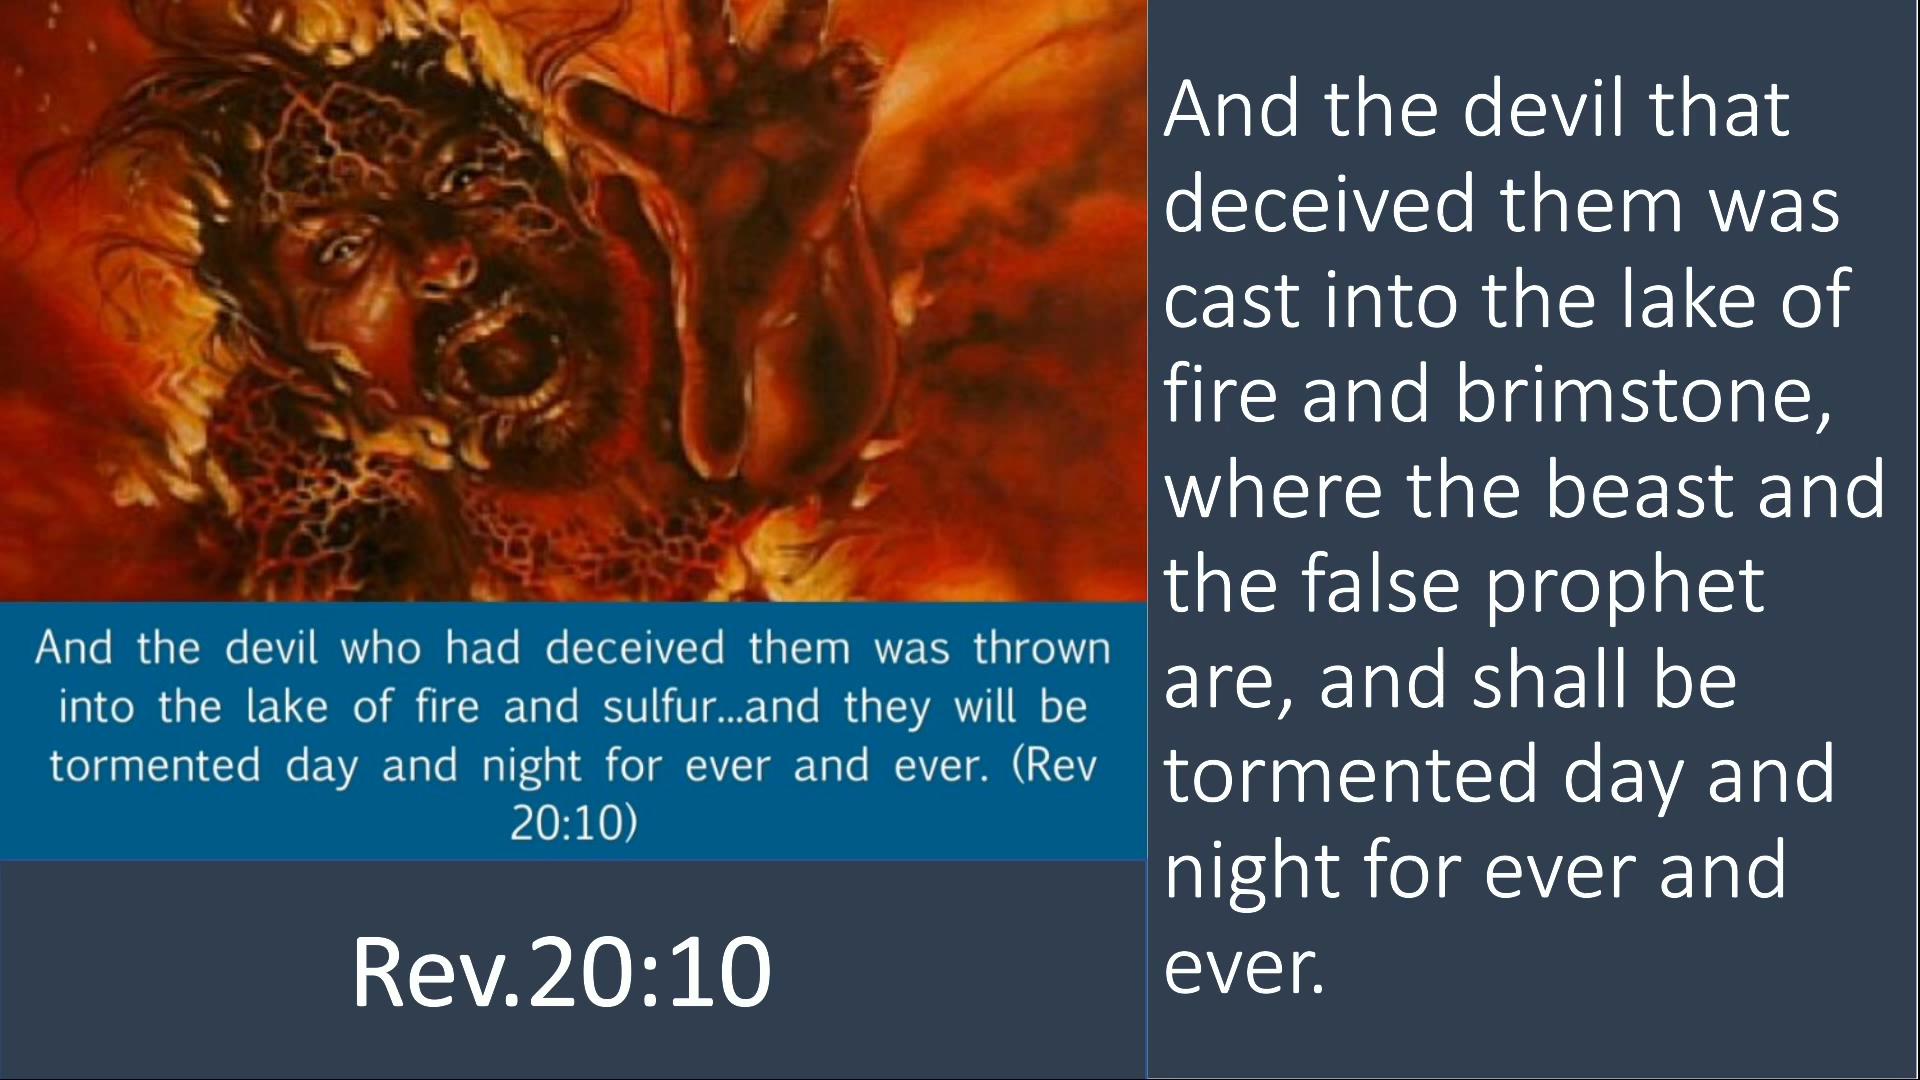 And the devil who had deceived them was thrown
into the lake of fire and sulfur...and they will be
tormented day and night for ever and ever. (Rev
20:10)
Rev.20:10
And the devil that
deceived them was
cast into the lake of
fire and brimstone,
where the beast and
the false prophet
are, and shall be
tormented day and
night for ever and
ever.